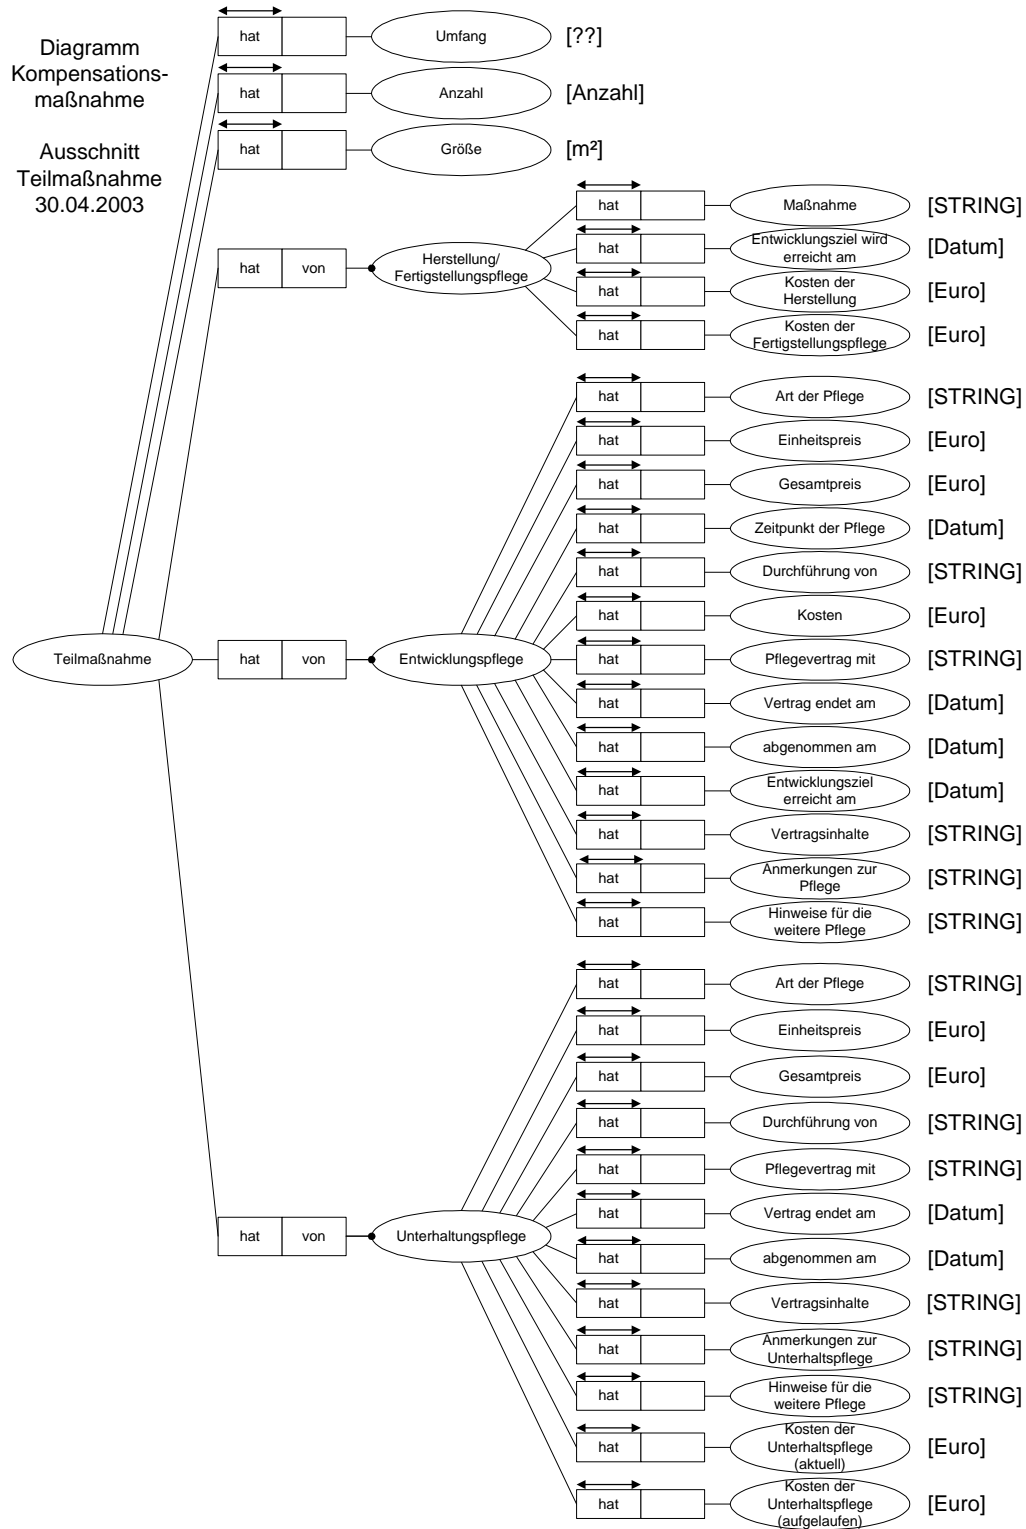 Diagramm
Kompensations-
maßnahme
Ausschnitt
Teilmaßnahme
30.04.2003
hat Umfang [??]
hat Anzahl [Anzahl]
hat Größe [m²]
hat von Herstellung/
Fertigstellungspflege
hat Maßnahme [STRING]
hat Entwicklungsziel wird
erreicht am [Datum]
hat Kosten der
Herstellung [Euro]
hat Kosten der
Fertigstellungspflege [Euro]
Teilmaßnahme hat von Entwicklungspflege
hat Art der Pflege [STRING]
hat Einheitspreis [Euro]
hat Gesamtpreis [Euro]
hat Zeitpunkt der Pflege [Datum]
hat Durchführung von [STRING]
hat Kosten [Euro]
hat Pflegevertrag mit [STRING]
hat Vertrag endet am [Datum]
hat abgenommen am [Datum]
hat Entwicklungsziel
erreicht am [Datum]
hat Vertragsinhalte [STRING]
hat Anmerkungen zur
Pflege [STRING]
hat Hinweise für die
weitere Pflege [STRING]
hat von Unterhaltungspflege
hat Art der Pflege [STRING]
hat Einheitspreis [Euro]
hat Gesamtpreis [Euro]
hat Durchführung von [STRING]
hat Pflegevertrag mit [STRING]
hat Vertrag endet am [Datum]
hat abgenommen am [Datum]
hat Vertragsinhalte [STRING]
hat Anmerkungen zur
Unterhaltspflege [STRING]
hat Hinweise für die
weitere Pflege [STRING]
hat Kosten der
Unterhaltspflege
(aktuell) [Euro]
hat Kosten der
Unterhaltspflege
(aufgelaufen) [Euro]